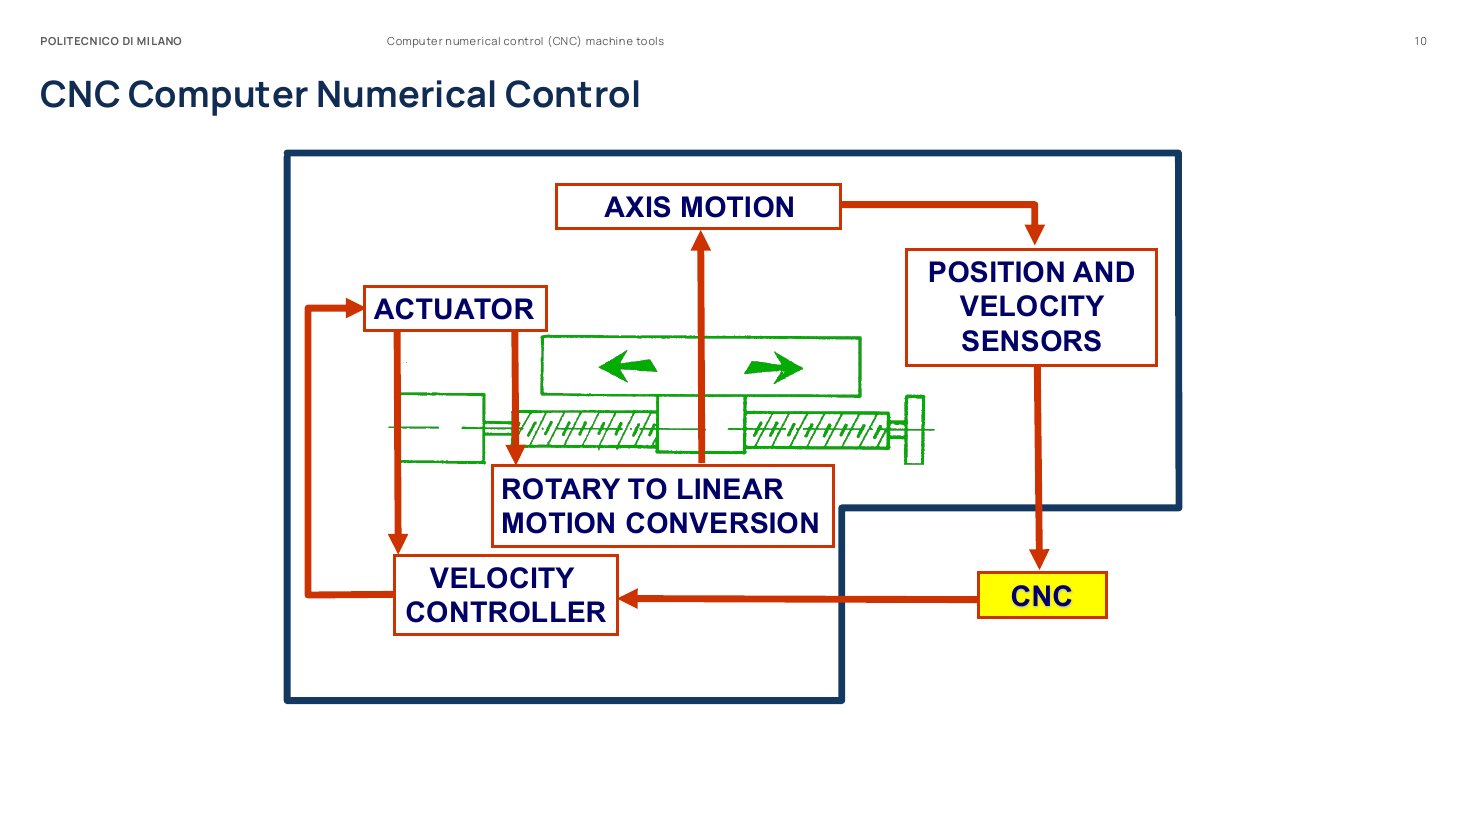 POLITECNICO DI MILANO
Computer numerical control (CNC) machine tools
10
CNC Computer Numerical Control
AXIS MOTION
POSITION AND
VELOCITY
SENSORS
ACTUATOR
ROTARY TO LINEAR
MOTION CONVERSION
VELOCITY
CONTROLLER
CNC